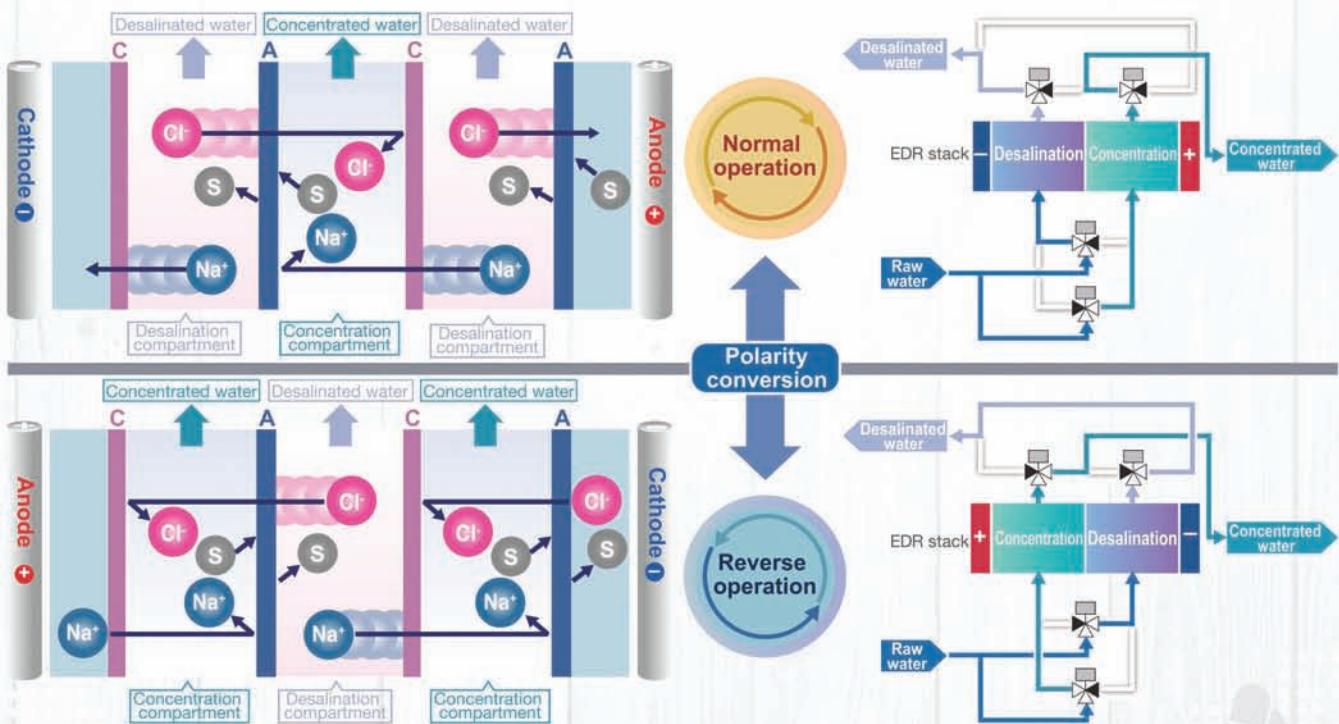 Desalinated water
Concentrated water
Desalinated water
C
A
C
A
Cathode −
Cl-
Cl-
Cl-
S
S
S
S
Na+
Na+
Na+
Anode +
Desalination
compartment
Concentration
compartment
Desalination
compartment
Normal
operation
Desalinated
water
EDR stack
−
Desalination
Concentration
+
Concentrated
water
Raw
water
Polarity
conversion
Concentrated water
Desalinated water
Concentrated water
C
A
C
A
Anode +
Cl-
Cl-
Cl-
Cl-
S
S
S
S
Na+
Na+
Na+
Na+
Cathode −
Concentration
compartment
Desalination
compartment
Concentration
compartment
Reverse
operation
Desalinated
water
EDR stack
+
Concentration
Desalination
−
Concentrated
water
Raw
water